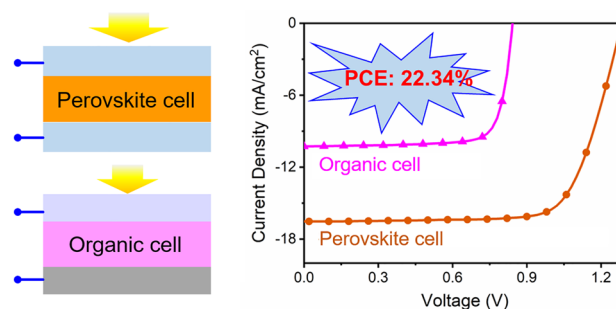 Perovskite cell
Organic cell
PCE: 22.34%
Organic cell
Perovskite cell
Current Density (mA/cm²)
0
-6
-12
-18
0.0 0.3 0.6 0.9 1.2
Voltage (V)